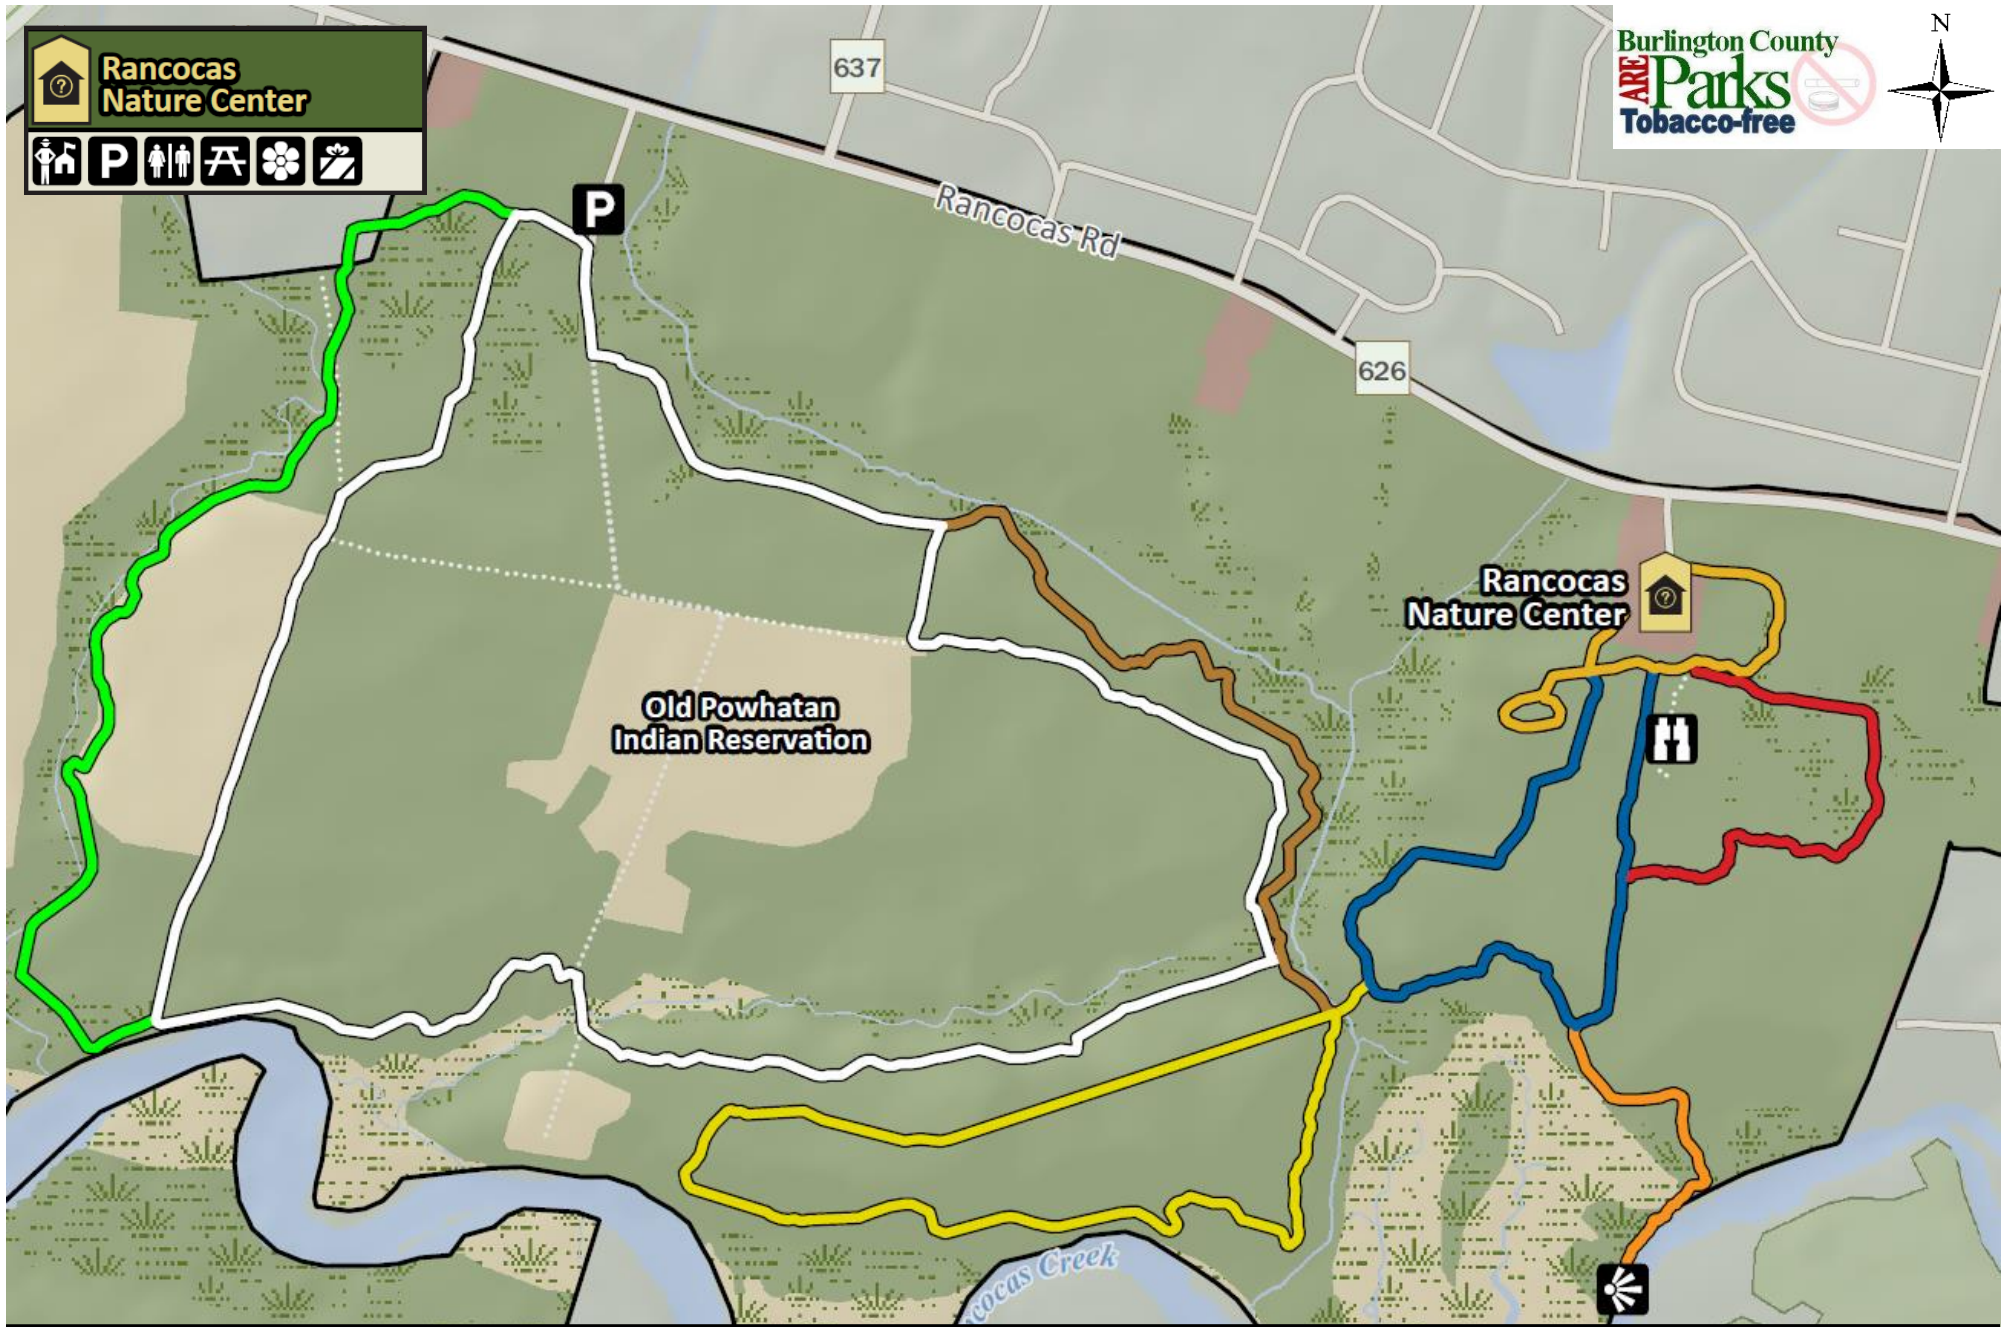 Rancocas
Nature Center
P
637
Burlington County
ARE
Parks
Tobacco-free
N
P
Rancocas Rd
626
Rancocas
Nature Center
Old Powhatan
Indian Reservation
cocas Creek